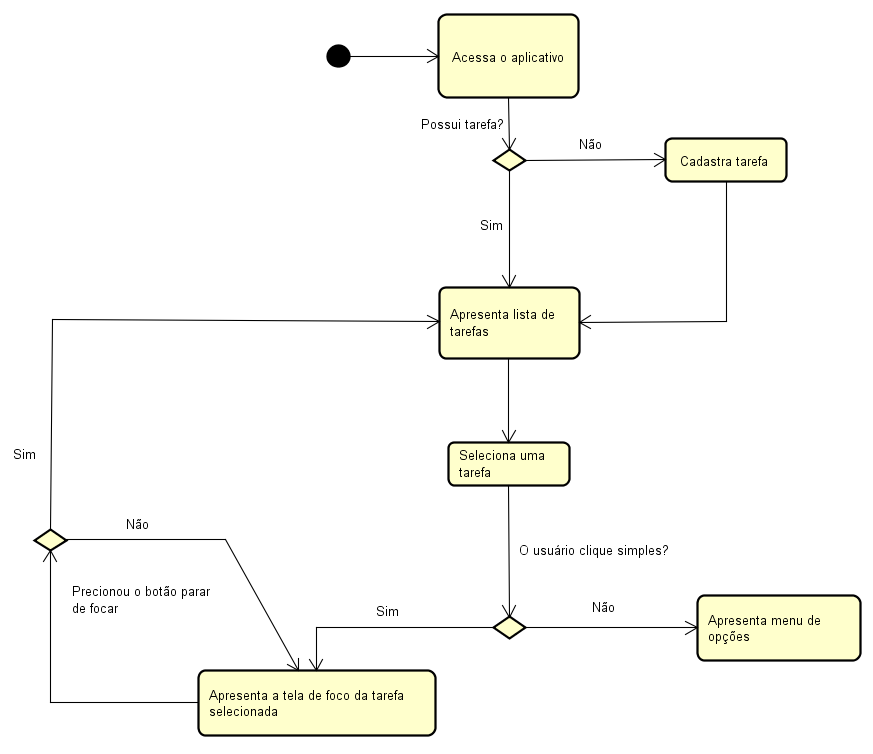 Acessa o aplicativo
Possui tarefa?
Não
Cadastra tarefa
Sim
Apresenta lista de
tarefas
Sim
Seleciona uma
tarefa
Não
O usuário clique simples?
Precionou o botão parar
de focar
Sim
Não
Apresenta menu de
opções
Apresenta a tela de foco da tarefa
selecionada